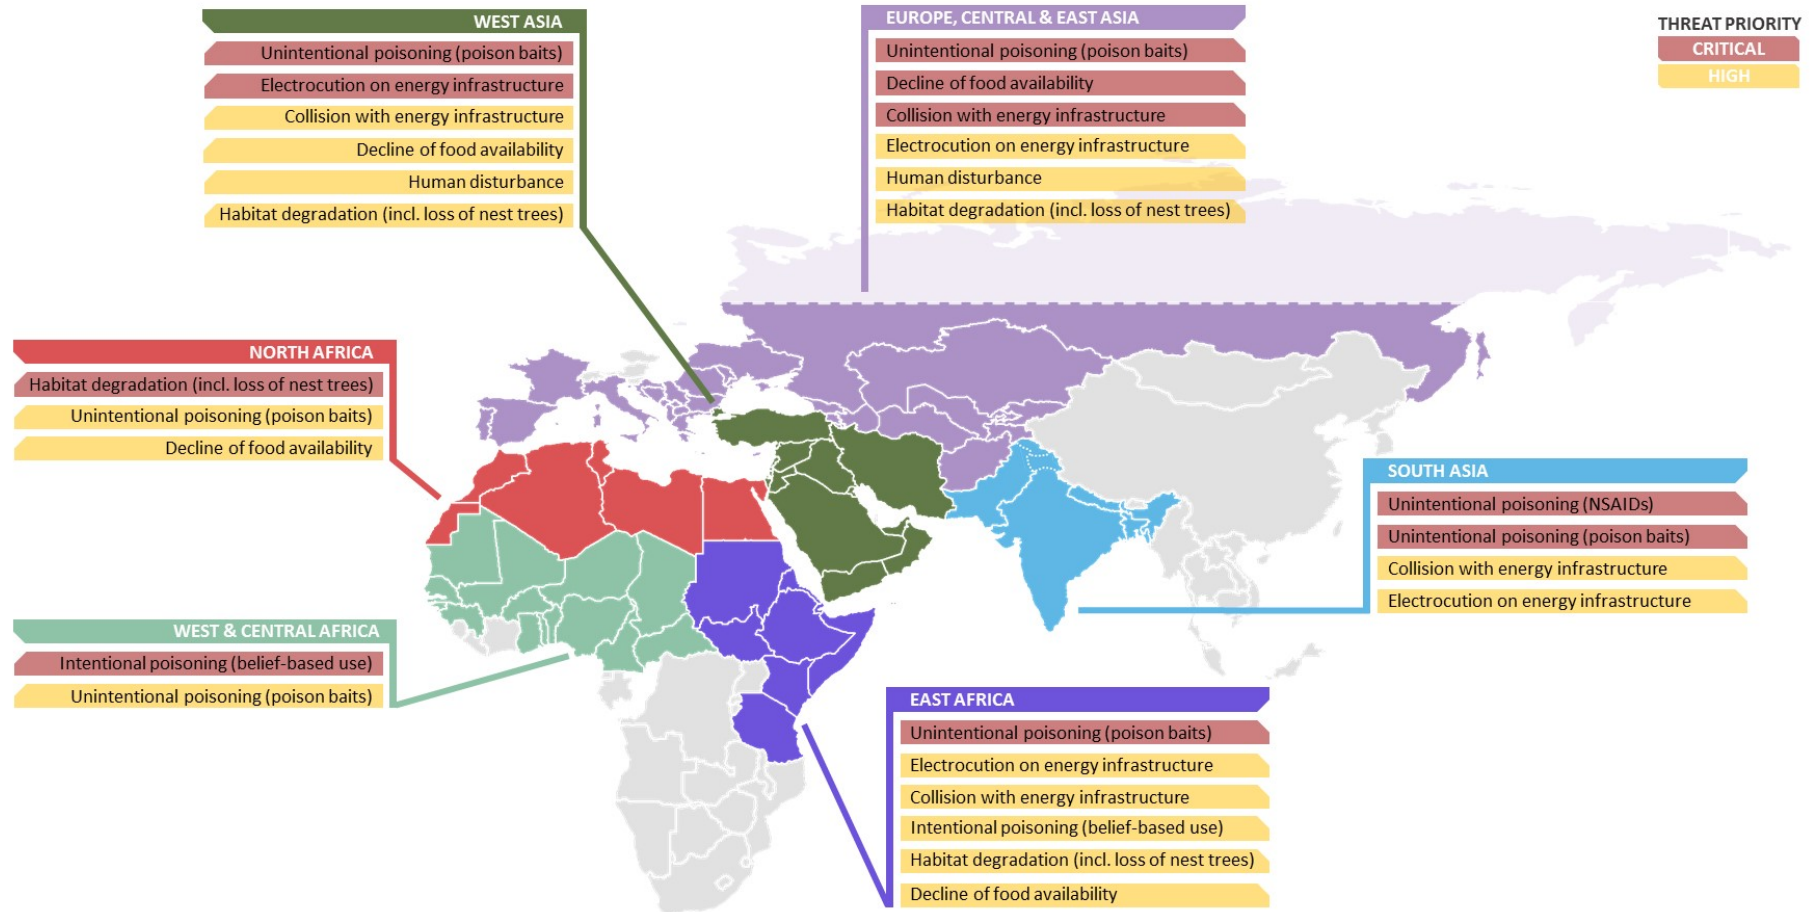 WEST ASIA
Unintentional poisoning (poison baits)
Electrocution on energy infrastructure
Collision with energy infrastructure
Decline of food availability
Human disturbance
Habitat degradation (incl. loss of nest trees)
EUROPE, CENTRAL & EAST ASIA
Unintentional poisoning (poison baits)
Decline of food availability
Collision with energy infrastructure
Electrocution on energy infrastructure
Human disturbance
Habitat degradation (incl. loss of nest trees)
THREAT PRIORITY
CRITICAL
HIGH
NORTH AFRICA
Habitat degradation (incl. loss of nest trees)
Unintentional poisoning (poison baits)
Decline of food availability
SOUTH ASIA
Unintentional poisoning (NSAIDs)
Unintentional poisoning (poison baits)
Collision with energy infrastructure
Electrocution on energy infrastructure
WEST & CENTRAL AFRICA
Intentional poisoning (belief-based use)
Unintentional poisoning (poison baits)
EAST AFRICA
Unintentional poisoning (poison baits)
Electrocution on energy infrastructure
Collision with energy infrastructure
Intentional poisoning (belief-based use)
Habitat degradation (incl. loss of nest trees)
Decline of food availability